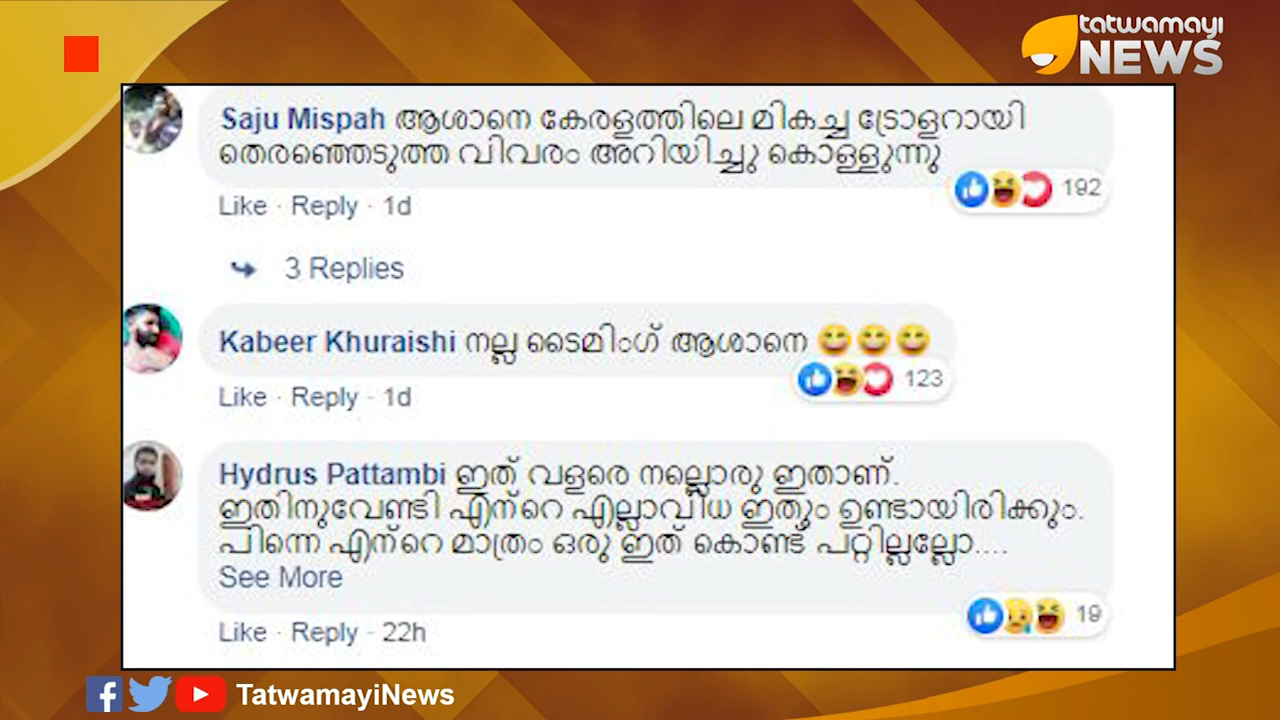 tatwamayi
NEWS
Saju Mispah ആശാനെ കേരളത്തിലെ മികച്ച ട്രോളറായി
തെരഞ്ഞെടുത്ത വിവരം അറിയിച്ചു കൊള്ളുന്നു
192
Like · Reply · 1d
3 Replies
Kabeer Khuraishi നല്ല ടൈമിംഗ് ആശാനെ 😄😄😄
123
Like · Reply · 1d
Hydrus Pattambi ഇത് വളരെ നല്ലൊരു ഇതാണ്.
ഇതിനുവേണ്ടി എന്റെ എല്ലാവിധ ഇതും ഉണ്ടായിരിക്കും.
പിന്നെ എന്റെ മാത്രം ഒരു ഇത് കൊണ്ട് പറ്റില്ലല്ലോ....
See More
19
Like · Reply · 22h
TatwamayiNews